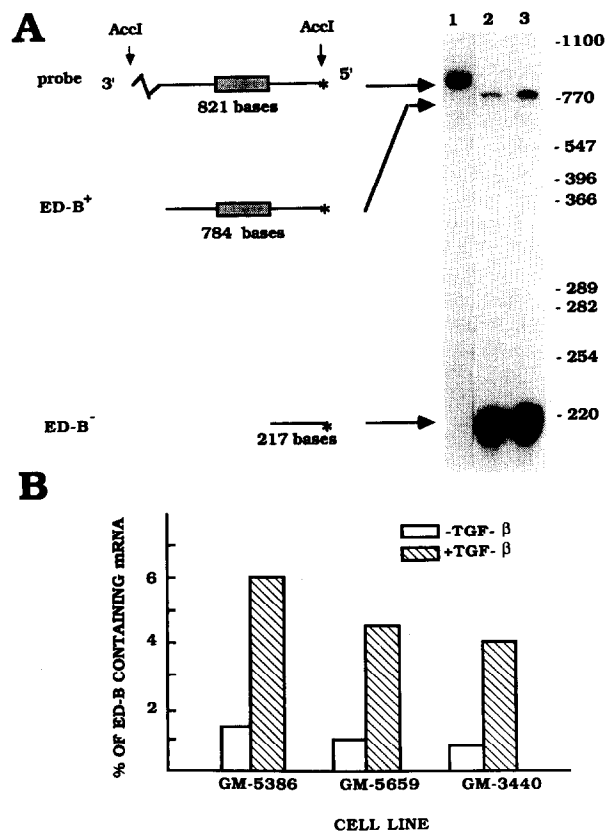 A
AccI AccI
probe 3' * 5'
821 bases
ED-B+ *
784 bases
ED-B- *
217 bases
1 2 3
-1100
-770
- 547
- 396
- 366
- 289
- 282
- 254
- 220
B
% OF ED-B CONTAINING mRNA
6
4
2
-TGF- β
+TGF- β
GM-5386 GM-5659 GM-3440
CELL LINE